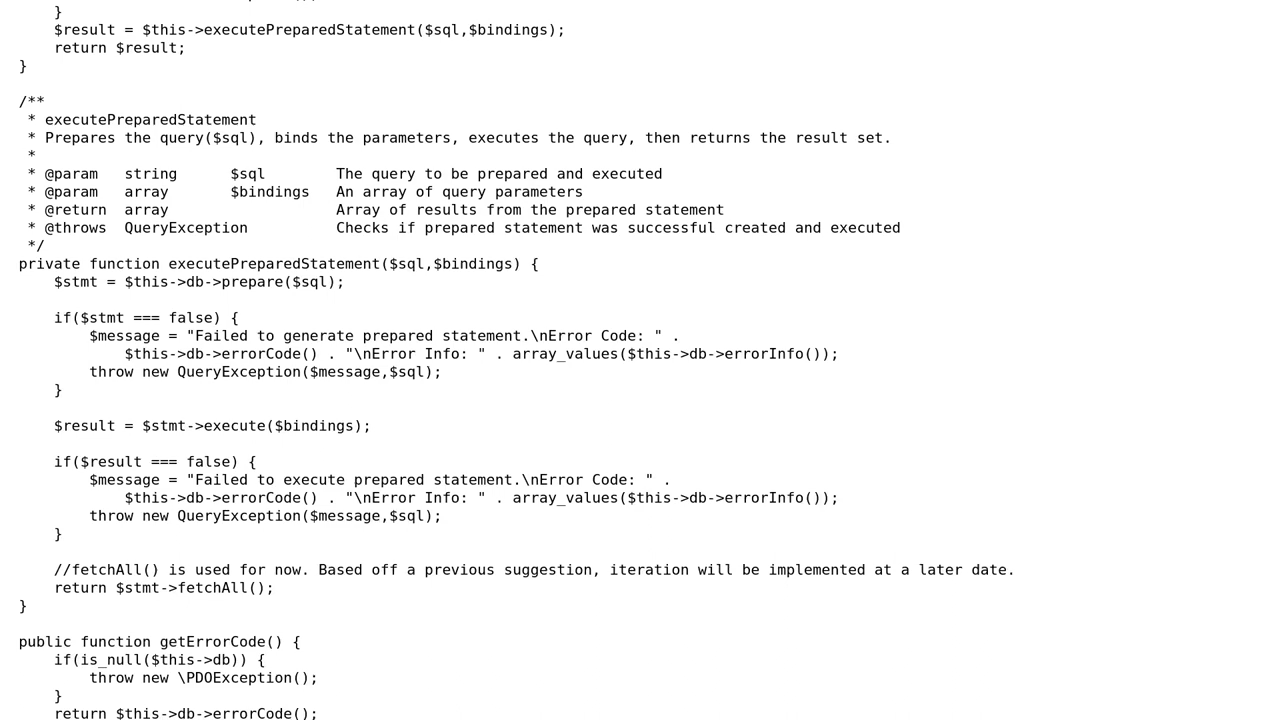 }
    $result = $this->executePreparedStatement($sql,$bindings);
    return $result;
}

/**
 * executePreparedStatement
 * Prepares the query($sql), binds the parameters, executes the query, then returns the result set.
 *
 * @param   string      $sql        The query to be prepared and executed
 * @param   array       $bindings   An array of query parameters
 * @return  array                   Array of results from the prepared statement
 * @throws  QueryException          Checks if prepared statement was successful created and executed
 */
private function executePreparedStatement($sql,$bindings) {
    $stmt = $this->db->prepare($sql);

    if($stmt === false) {
        $message = "Failed to generate prepared statement.\nError Code: " .
            $this->db->errorCode() . "\nError Info: " . array_values($this->db->errorInfo());
        throw new QueryException($message,$sql);
    }

    $result = $stmt->execute($bindings);

    if($result === false) {
        $message = "Failed to execute prepared statement.\nError Code: " .
            $this->db->errorCode() . "\nError Info: " . array_values($this->db->errorInfo());
        throw new QueryException($message,$sql);
    }

    //fetchAll() is used for now. Based off a previous suggestion, iteration will be implemented at a later date.
    return $stmt->fetchAll();
}

public function getErrorCode() {
    if(is_null($this->db)) {
        throw new \PDOException();
    }
    return $this->db->errorCode();